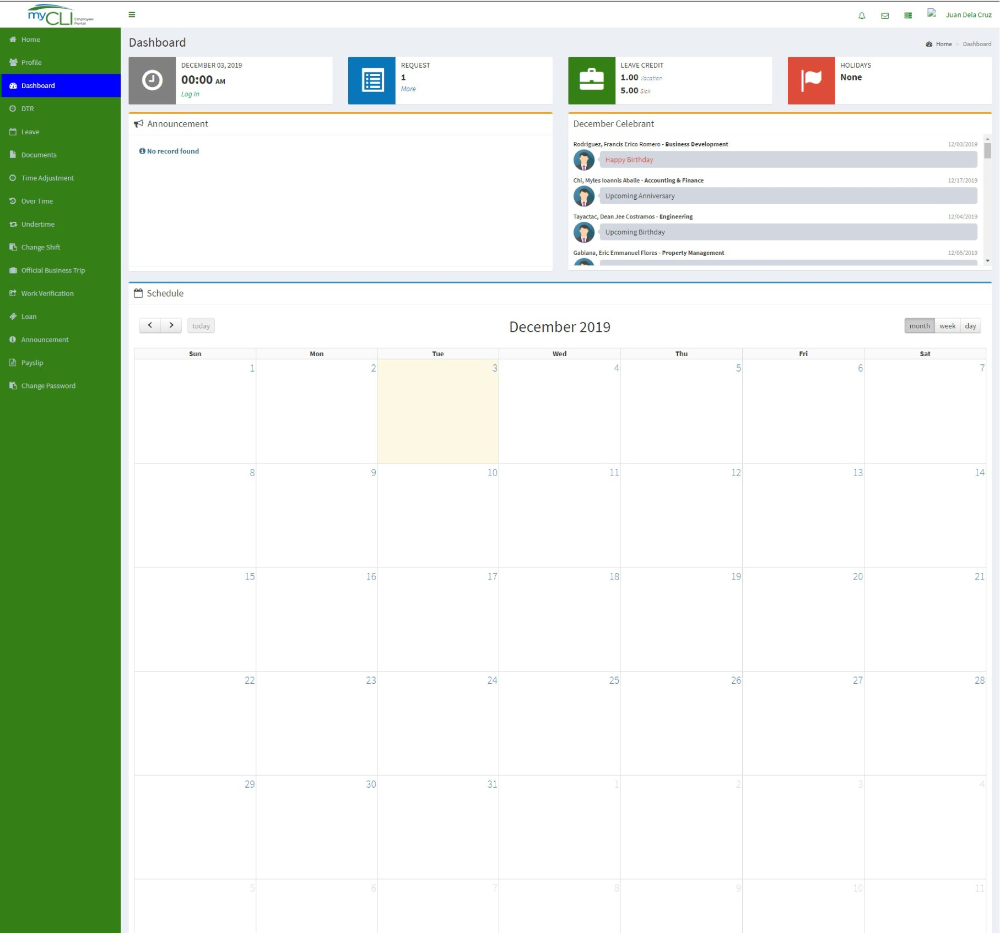 myCLI Employee Portal
Juan Dela Cruz
Home
Profile
Dashboard
DTR
Leave
Documents
Time Adjustment
Over Time
Undertime
Change Shift
Official Business Trip
Work Verification
Loan
Announcement
Payslip
Change Password
Dashboard
Home > Dashboard
DECEMBER 03, 2019
00:00 AM
Log In
REQUEST
1
More
LEAVE CREDIT
1.00 Vacation
5.00 Sick
HOLIDAYS
None
Announcement
No record found
December Celebrant
Rodriguez, Francis Erico Romero - Business Development 12/03/2019
Happy Birthday
Chi, Myles Ioannis Aballe - Accounting & Finance 12/17/2019
Upcoming Anniversary
Tayactac, Dean Jee Costramos - Engineering 12/04/2019
Upcoming Birthday
Gabiana, Eric Emmanuel Flores - Property Management 12/05/2019
Schedule
today
December 2019
month week day
Sun Mon Tue Wed Thu Fri Sat
1 2 3 4 5 6 7
8 9 10 11 12 13 14
15 16 17 18 19 20 21
22 23 24 25 26 27 28
29 30 31 1 2 3 4
5 6 7 8 9 10 11